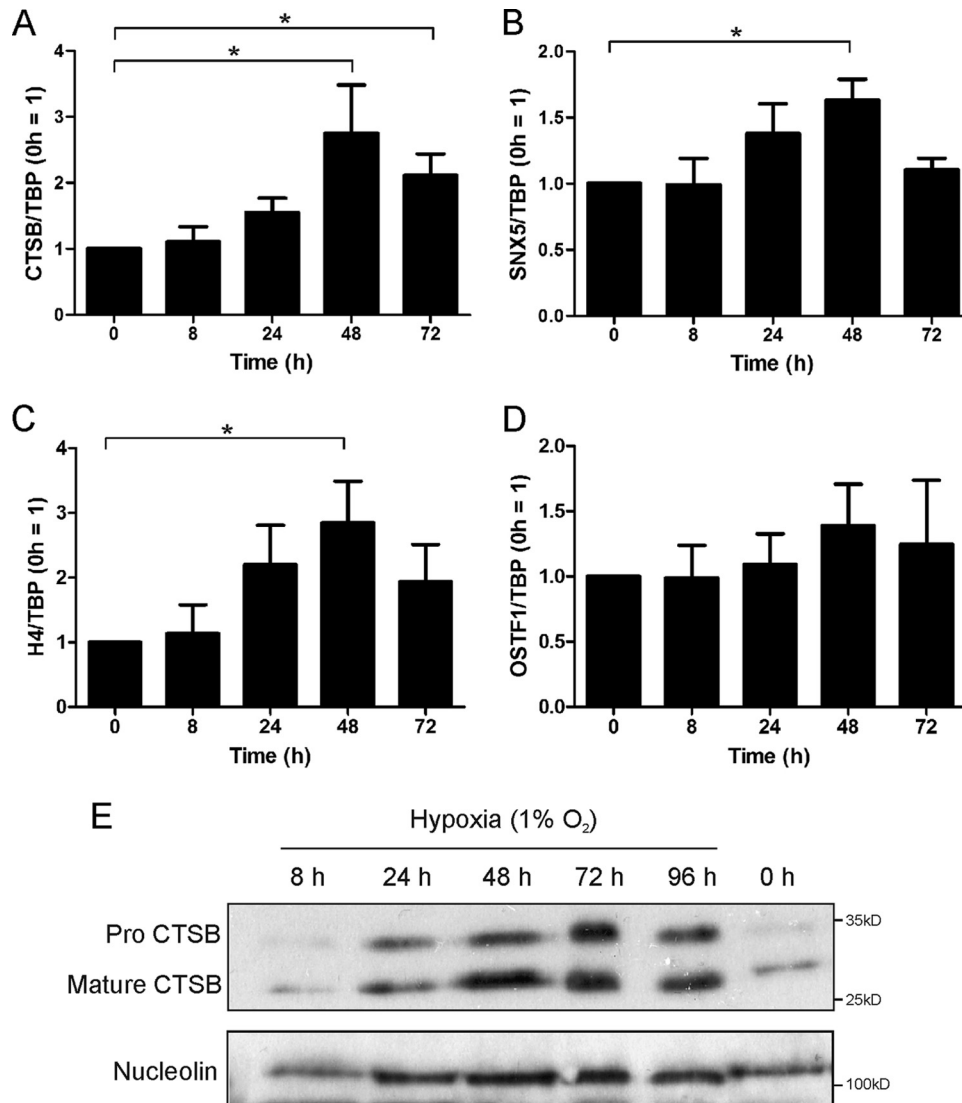 A
*
*
CTSB/TBP (0h = 1)
4
3
2
1
0
0 8 24 48 72
Time (h)
B
*
SNX5/TBP (0h = 1)
2.0
1.5
1.0
0.5
0.0
0 8 24 48 72
Time (h)
C
*
H4/TBP (0h = 1)
4
3
2
1
0
0 8 24 48 72
Time (h)
D
OSTF1/TBP (0h = 1)
2.0
1.5
1.0
0.5
0.0
0 8 24 48 72
Time (h)
E
Hypoxia (1% O₂)
8 h 24 h 48 h 72 h 96 h 0 h
Pro CTSB
35kD
Mature CTSB
25kD
Nucleolin
100kD